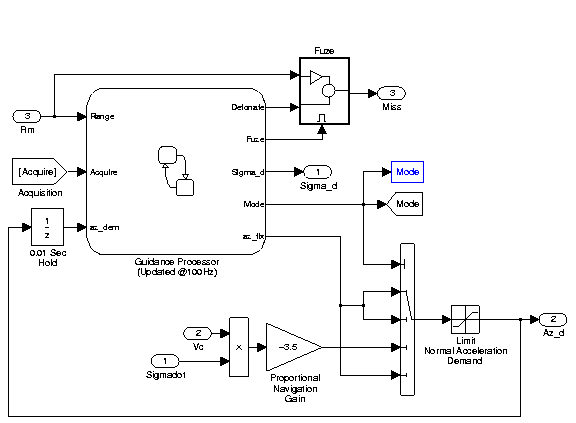 Fuze
3
Rm
Range
Detonate
3
Miss
Fuze
[Acquire]
Acquisition
Acquire
Sigma_d
1
Sigma_d
Mode
Mode
Mode
1
z
0.01 Sec
Hold
az_dem
az_fix
Guidance Processor
(Updated @100Hz)
2
Vc
x
-3.5
1
Sigmadot
Proportional
Navigation
Gain
Limit
Normal Acceleration
Demand
2
Az_d